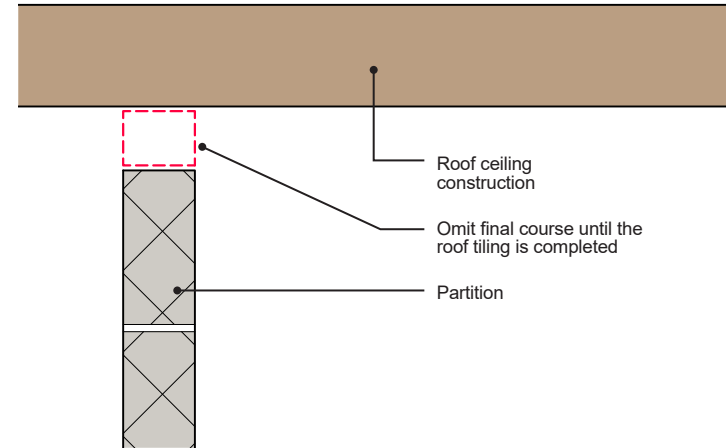 Roof ceiling
construction
Omit final course until the
roof tiling is completed
Partition